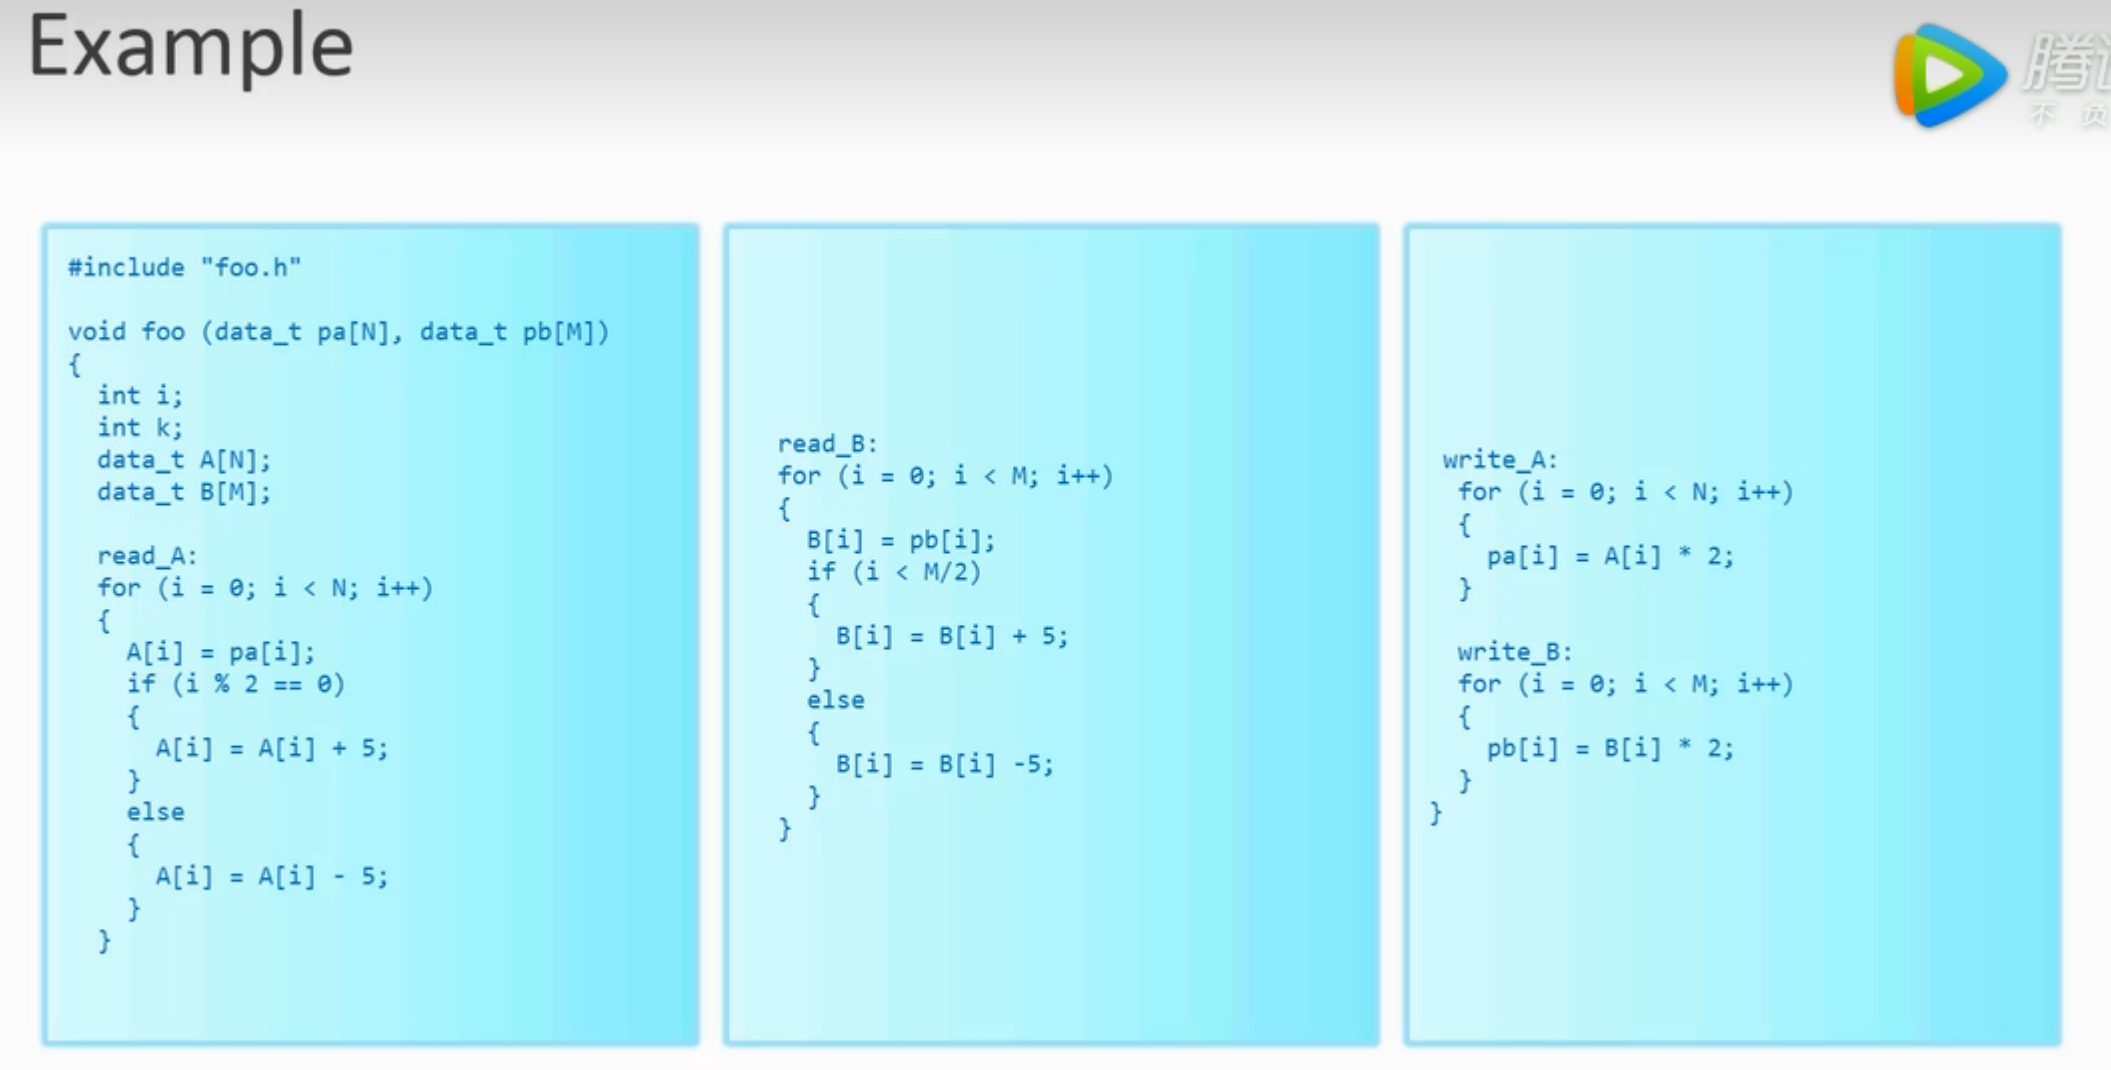 Example
腾讯
不 负
#include "foo.h"
void foo (data_t pa[N], data_t pb[M])
{
int i;
int k;
data_t A[N];
data_t B[M];
read_A:
for (i = 0; i < N; i++)
{
A[i] = pa[i];
if (i % 2 == 0)
{
A[i] = A[i] + 5;
}
else
{
A[i] = A[i] - 5;
}
}
read_B:
for (i = 0; i < M; i++)
{
B[i] = pb[i];
if (i < M/2)
{
B[i] = B[i] + 5;
}
else
{
B[i] = B[i] -5;
}
}
write_A:
for (i = 0; i < N; i++)
{
pa[i] = A[i] * 2;
}
write_B:
for (i = 0; i < M; i++)
{
pb[i] = B[i] * 2;
}
}